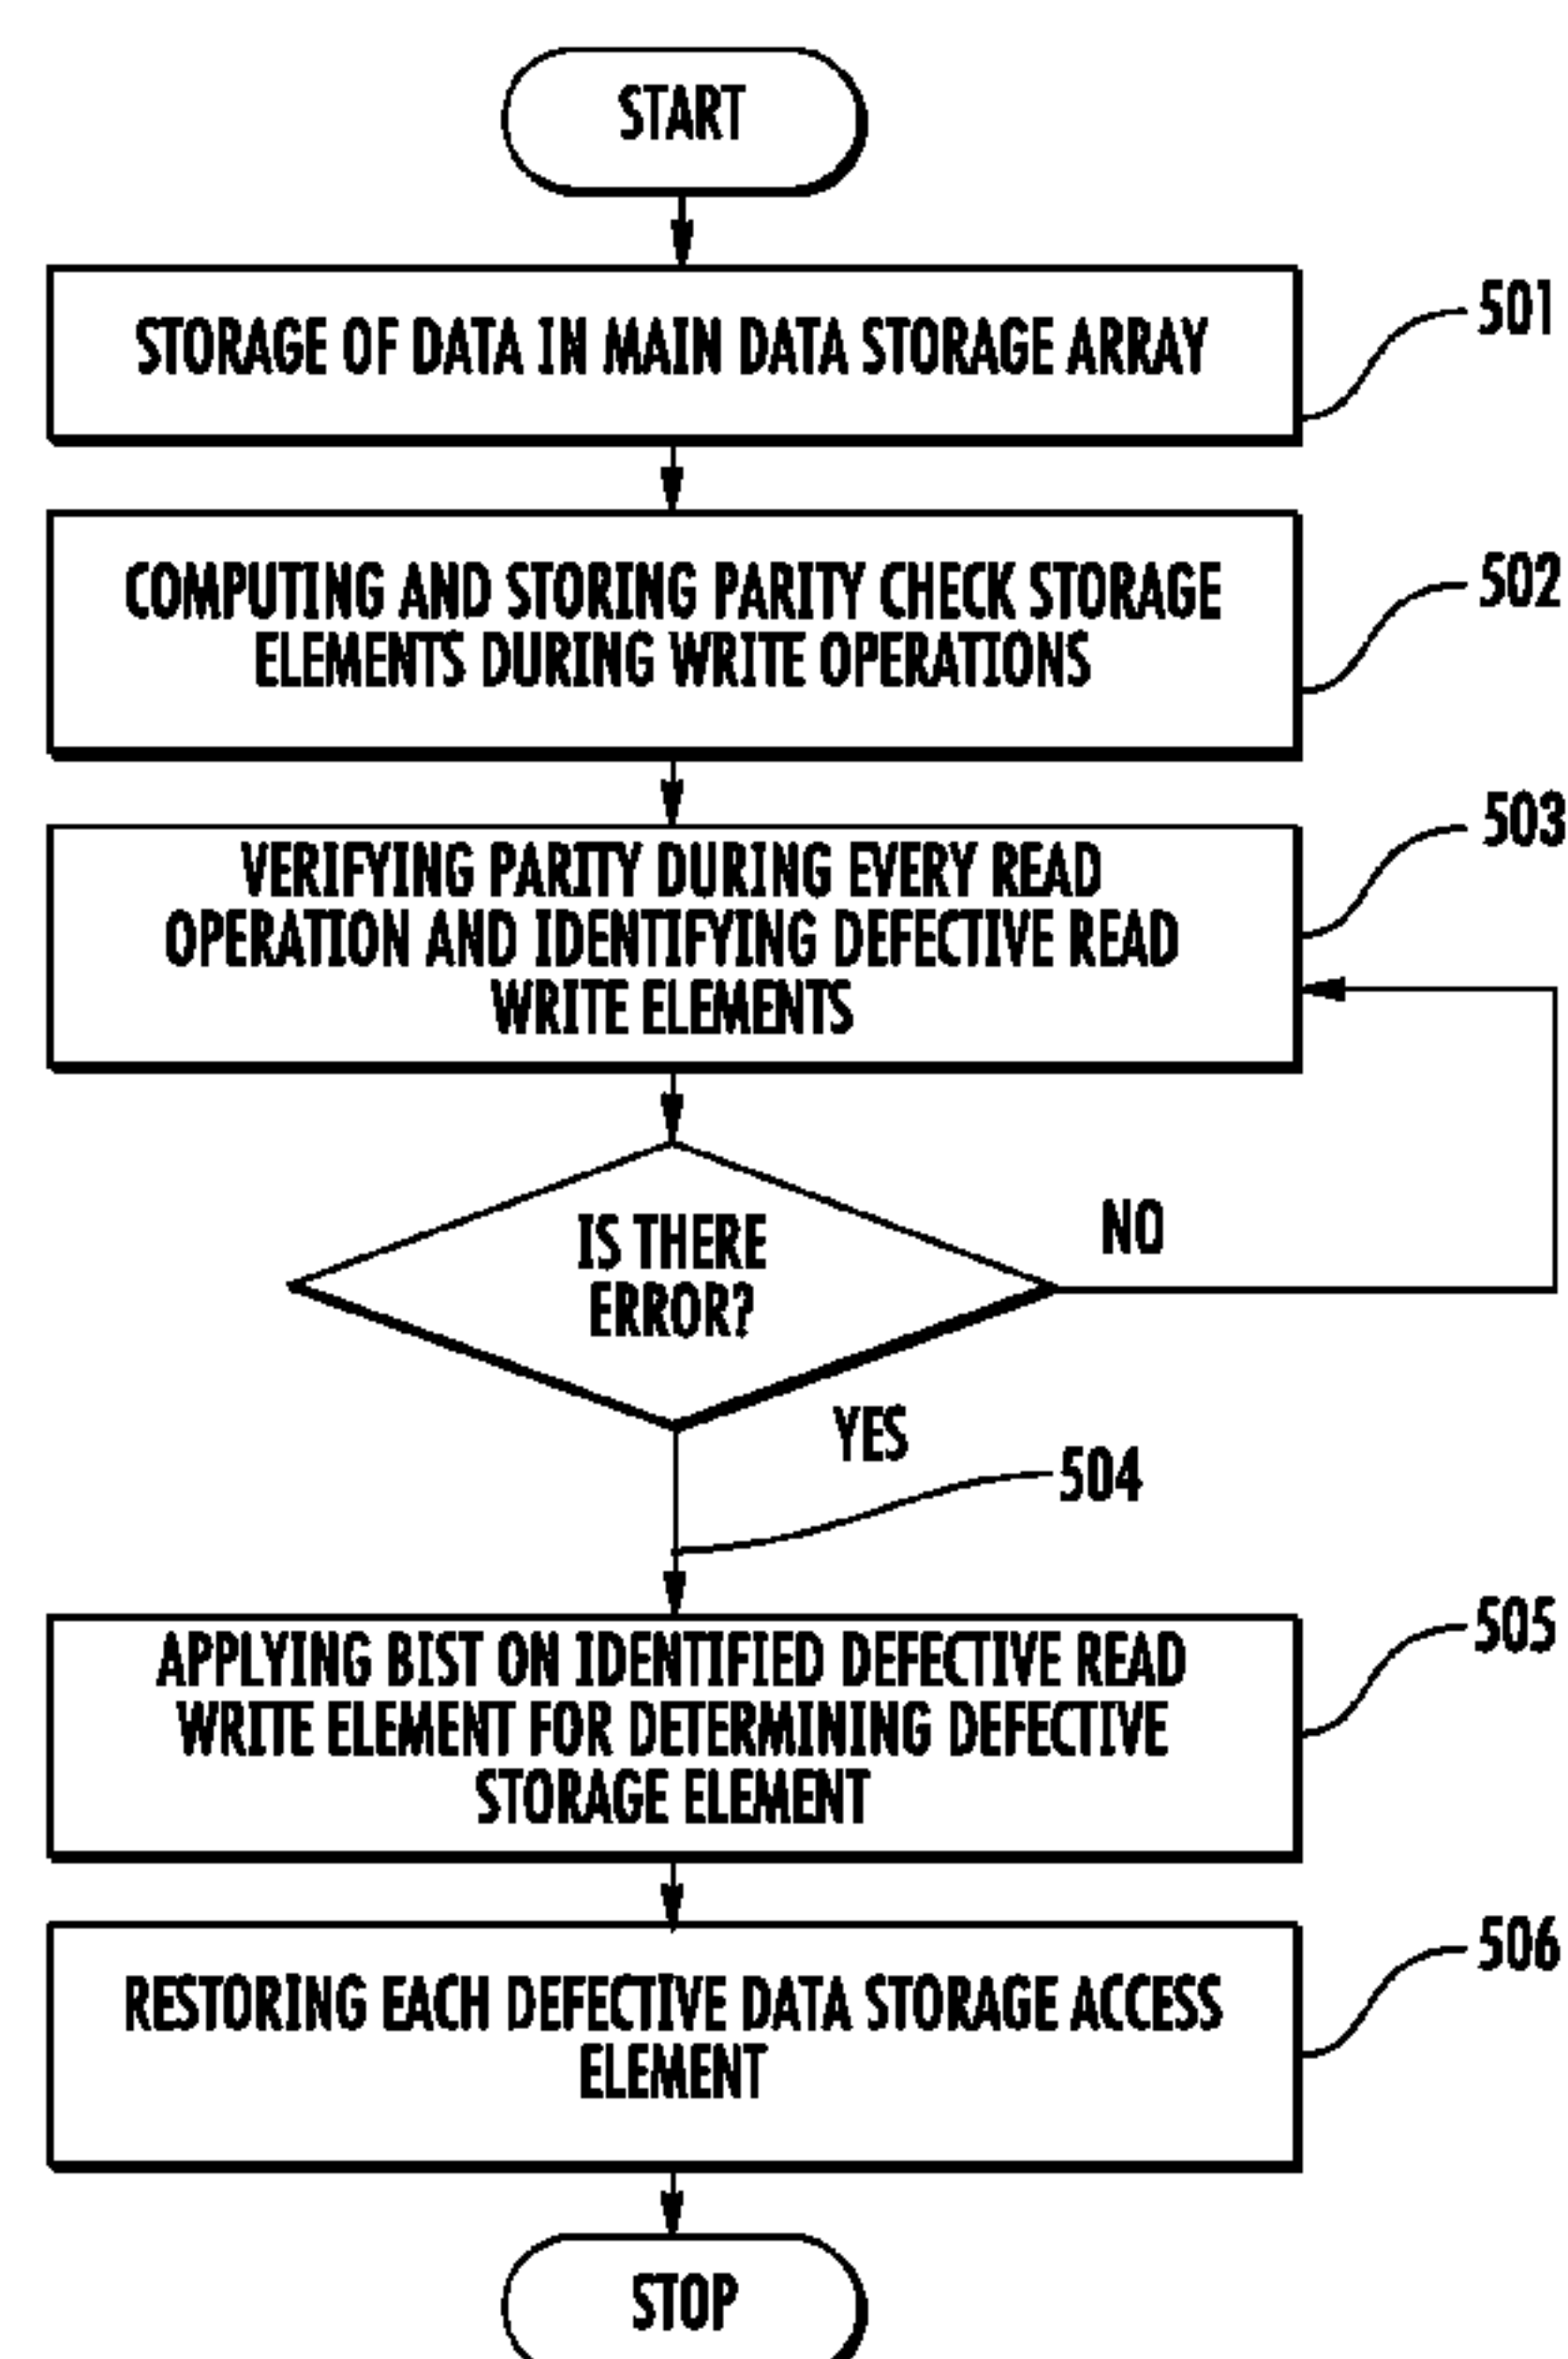 START
STORAGE OF DATA IN MAIN DATA STORAGE ARRAY
501
COMPUTING AND STORING PARITY CHECK STORAGE
ELEMENTS DURING WRITE OPERATIONS
502
VERIFYING PARITY DURING EVERY READ
OPERATION AND IDENTIFYING DEFECTIVE READ
WRITE ELEMENTS
503
IS THERE
ERROR?
NO
YES
504
APPLYING BIST ON IDENTIFIED DEFECTIVE READ
WRITE ELEMENT FOR DETERMINING DEFECTIVE
STORAGE ELEMENT
505
RESTORING EACH DEFECTIVE DATA STORAGE ACCESS
ELEMENT
506
STOP